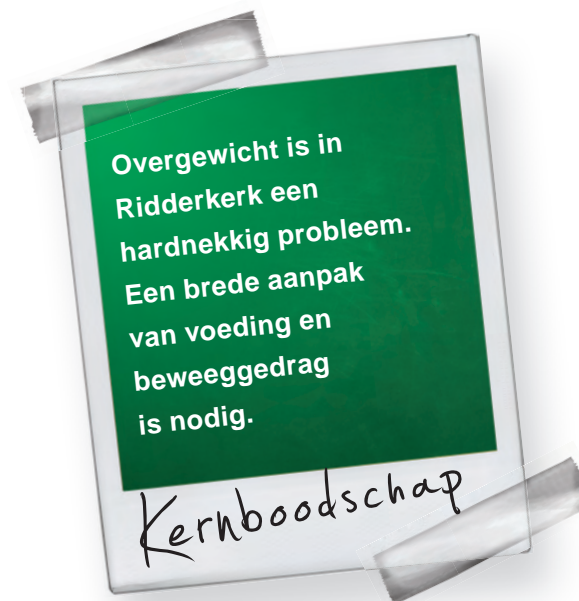 Overgewicht is in
Ridderkerk een
hardnekkig probleem.
Een brede aanpak
van voeding en
beweeggedrag
is nodig.
Kernboodschap